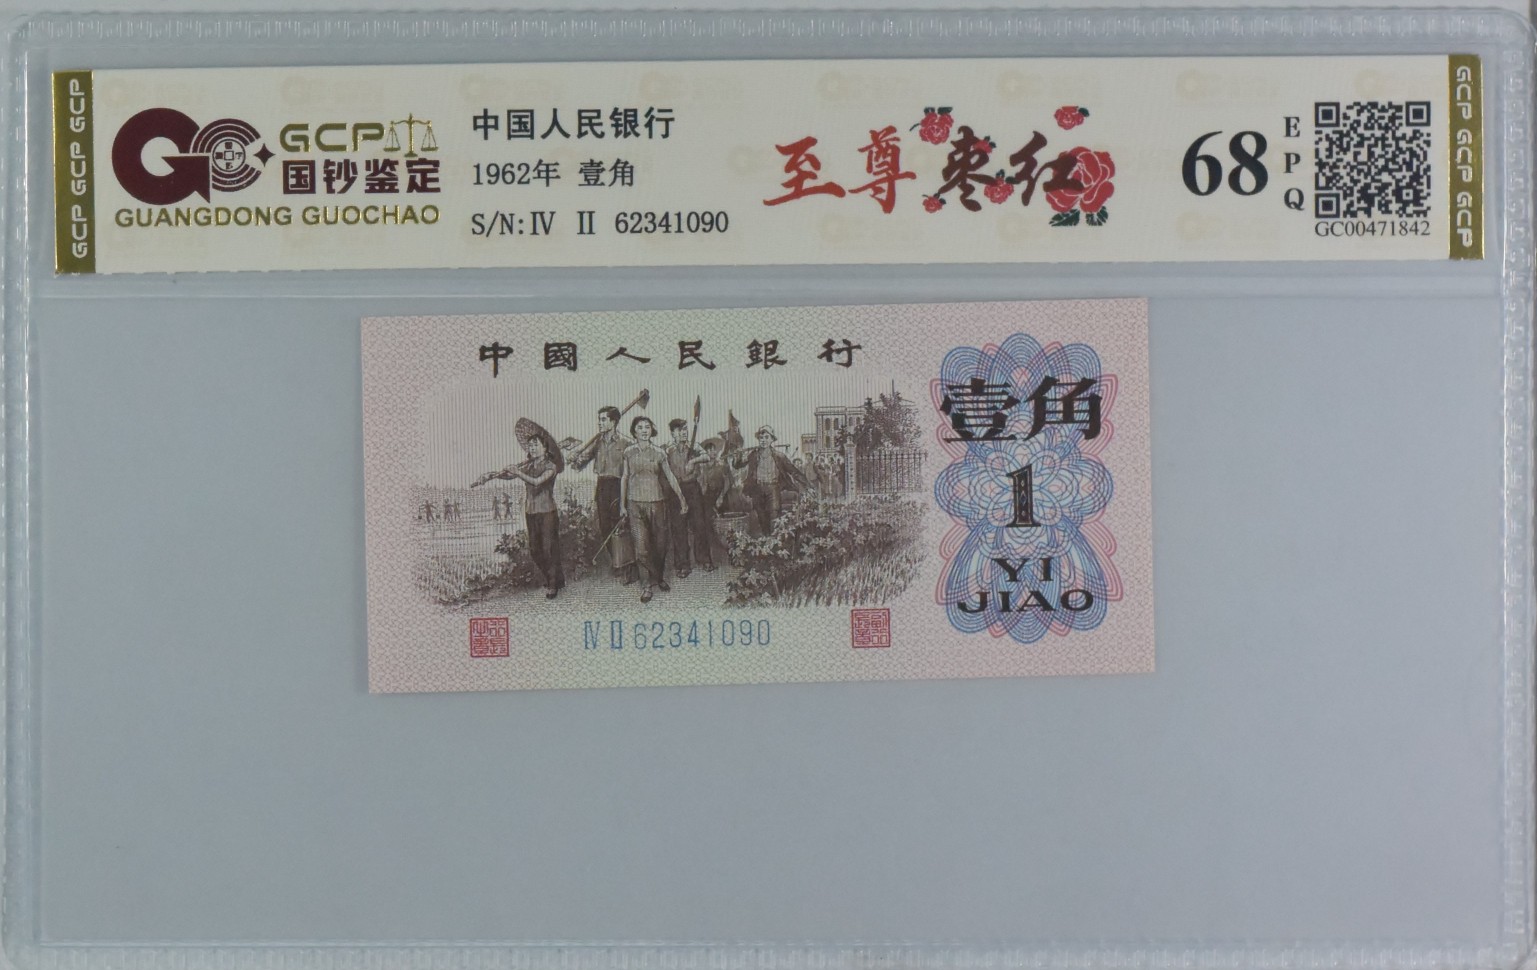 GCP GCP GCP
GCP
国钞鉴定
GUANGDONG GUOCHAO
中国人民银行
1962年 壹角
S/N: IV II 62341090
至尊枣红
68
EPQ
GC00471842
GCP GCP GCP
中國人民銀行
壹角
1
YI
JIAO
IV II 62341090